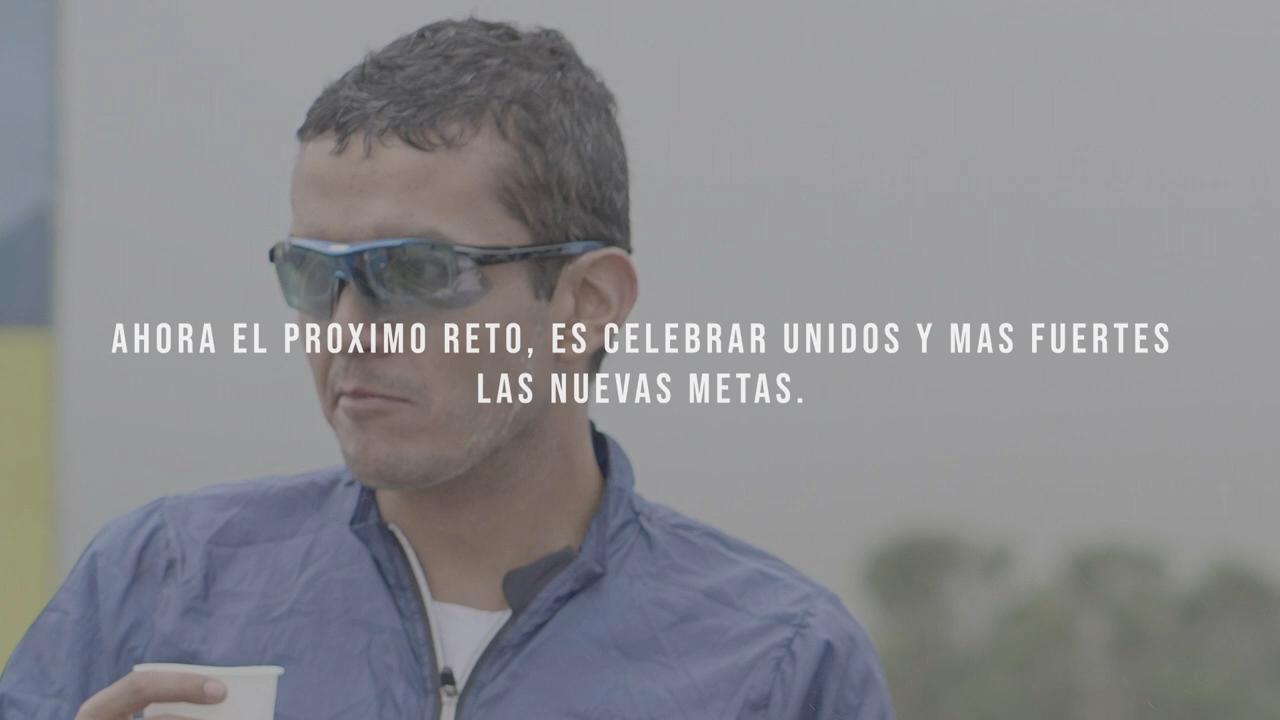 AHORA EL PROXIMO RETO, ES CELEBRAR UNIDOS Y MAS FUERTES
LAS NUEVAS METAS.